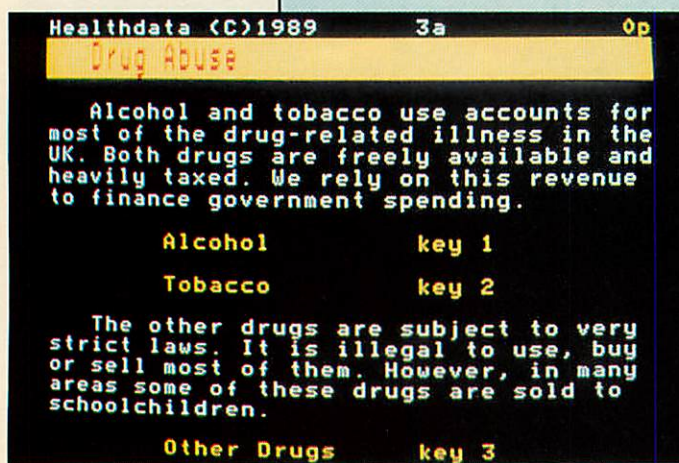 Healthdata (C)1989 3a 0p
Drug Abuse
Alcohol and tobacco use accounts for
most of the drug-related illness in the
UK. Both drugs are freely available and
heavily taxed. We rely on this revenue
to finance government spending.
Alcohol key 1
Tobacco key 2
The other drugs are subject to very
strict laws. It is illegal to use, buy
or sell most of them. However, in many
areas some of these drugs are sold to
schoolchildren.
Other Drugs key 3